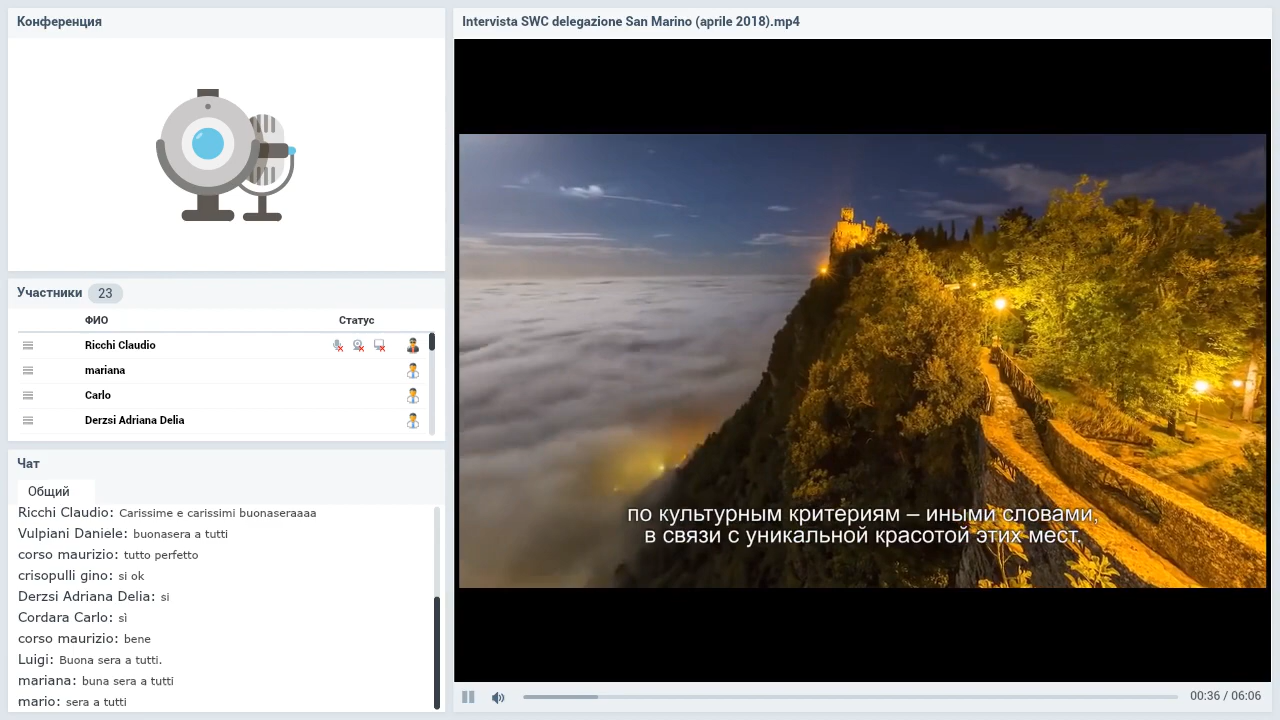 Конференция
Участники 23
ФИО Статус
Ricchi Claudio
mariana
Carlo
Derzsi Adriana Delia
Чат
Общий
Ricchi Claudio: Carissime e carissimi buonaseraaaa
Vulpiani Daniele: buonasera a tutti
corso maurizio: tutto perfetto
crisopulli gino: si ok
Derzsi Adriana Delia: si
Cordara Carlo: sì
corso maurizio: bene
Luigi: Buona sera a tutti.
mariana: buna sera a tutti
mario: sera a tutti
Intervista SWC delegazione San Marino (aprile 2018).mp4
по культурным критериям – иными словами,
в связи с уникальной красотой этих мест.
00:36 / 06:06